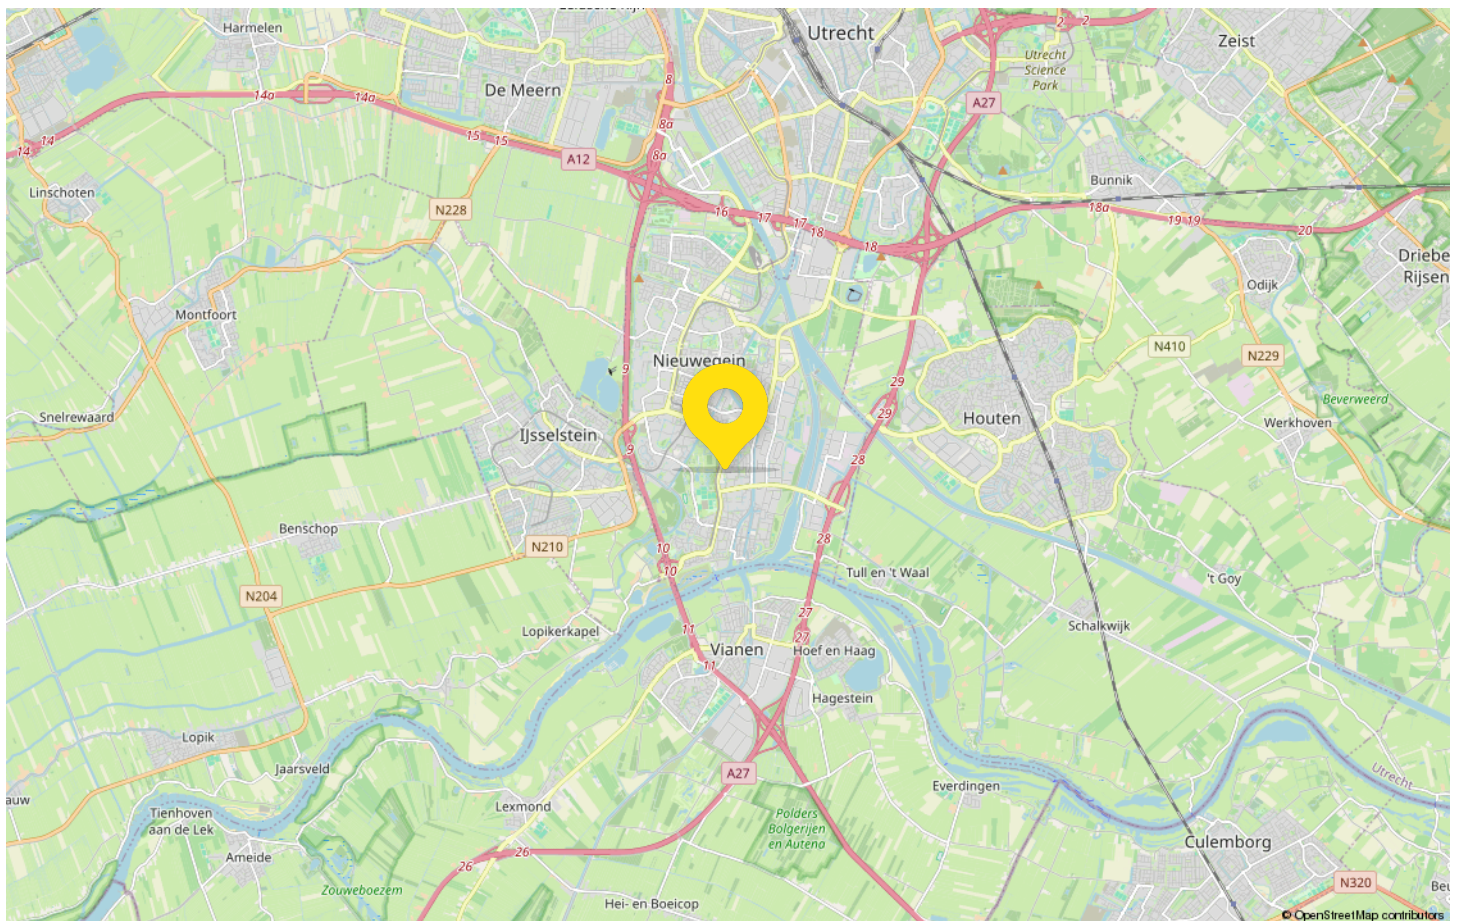 Harmelen
Utrecht
Zeist
De Meern
Utrecht
Science
Park
2
2
8
14a
14a
A27
8a
14
14
15
15
A12
8a
Linschoten
N228
Bunnik
16
17
17
18
18
18a
19
19
20
Driebe
Rijsen
Odijk
Montfoort
N410
N229
Nieuwegein
9
29
29
Beverweerd
Snelrewaard
IJsselstein
Houten
Werkhoven
9
28
Benschop
N210
10
10
28
Tull en 't Waal
't Goy
N204
27
Lopikerkapel
11
27
Schalkwijk
Vianen
Hoef en Haag
11
Hagestein
Lopik
Jaarsveld
A27
Utrecht
Everdingen
auw
Lexmond
Tienhoven
aan de Lek
Polders
Bolgerijen
en Autena
Culemborg
Ameide
26
26
Zouweboezem
N320
Beu
Hei- en Boeicop
© OpenStreetMap contributors